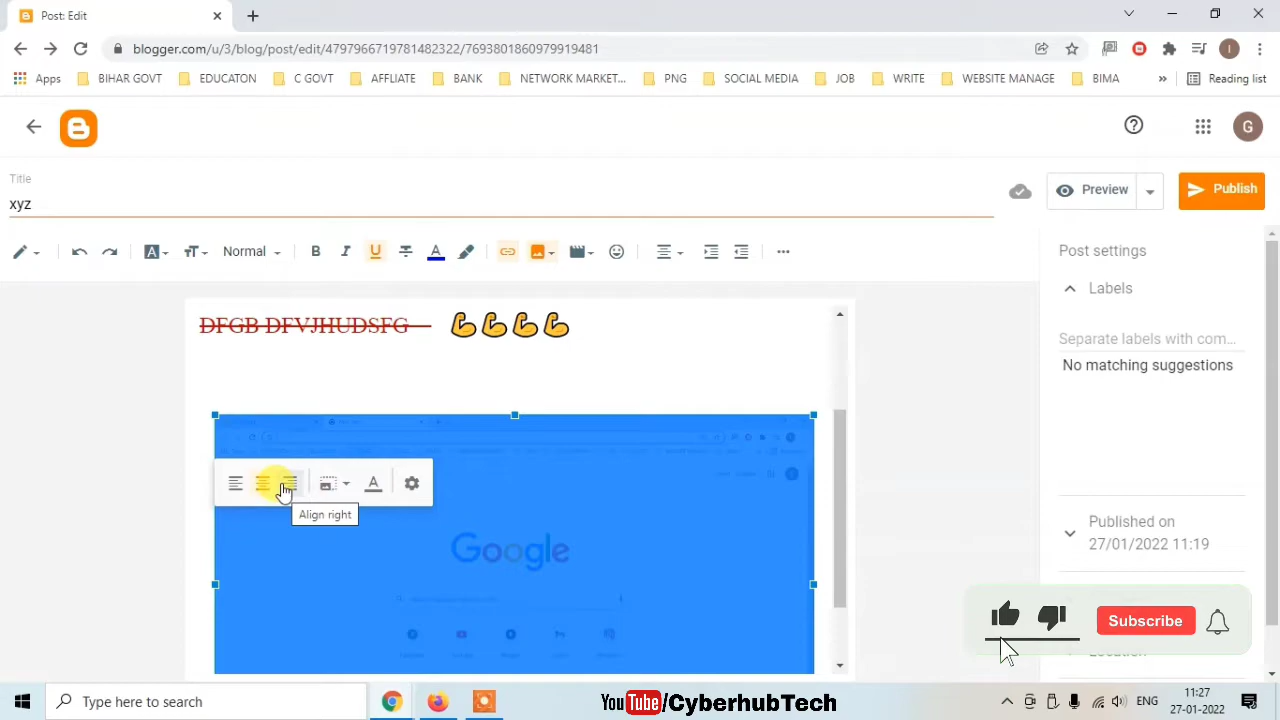 Post: Edit
blogger.com/u/3/blog/post/edit/4797966719781482322/7693801860979919481
Apps BIHAR GOVT EDUCATON C GOVT AFFLIATE BANK NETWORK MARKET... PNG SOCIAL MEDIA JOB WRITE WEBSITE MANAGE BIMA » Reading list
G
Title
xyz
Preview Publish
Normal B I U A
Post settings
Labels
DFGB DFVJHUDSFG
Separate labels with com...
No matching suggestions
Align right
Published on
27/01/2022 11:19
Google
Subscribe
Type here to search
YouTube/CyberhubTech
ENG
11:27
27-01-2022